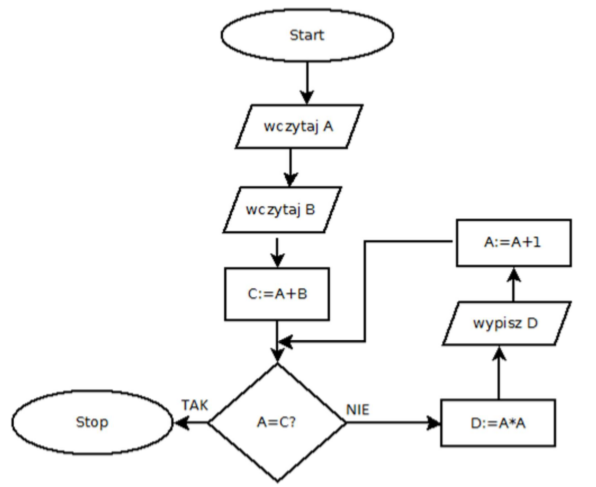 Start
wczytaj A
wczytaj B
C:=A+B
A=C?
TAK
Stop
NIE
D:=A*A
wypisz D
A:=A+1